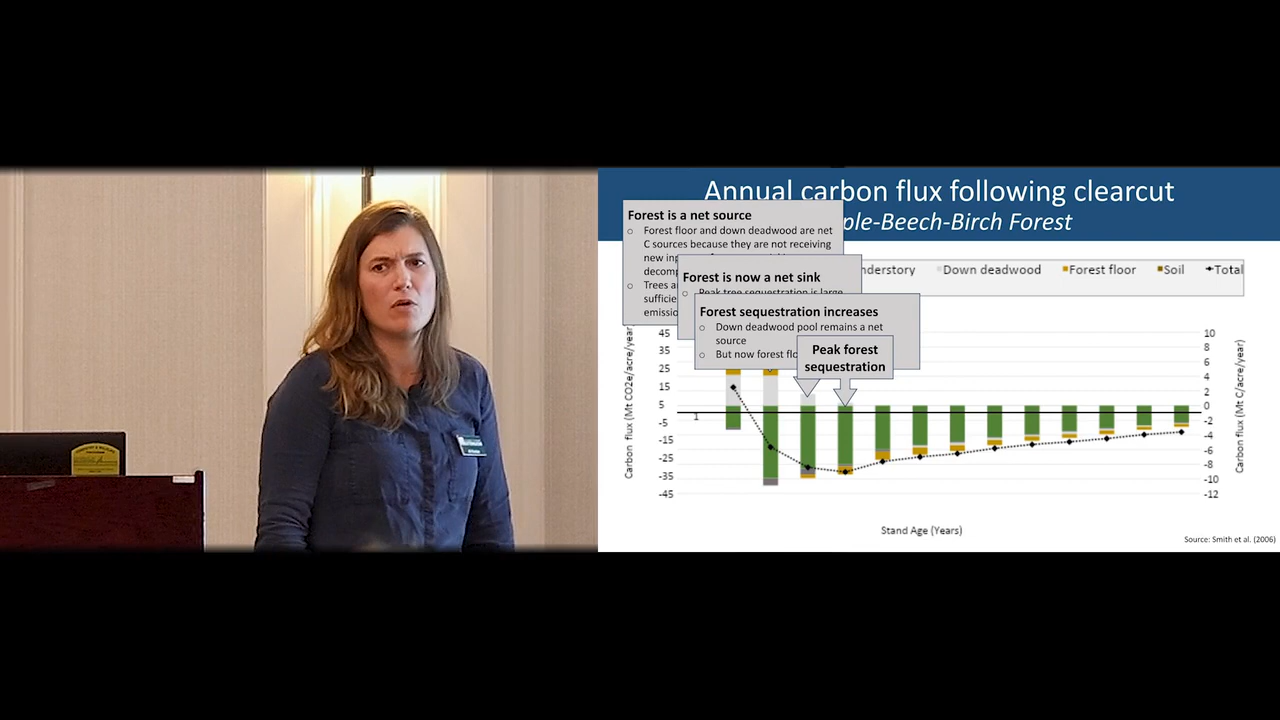 Annual carbon flux following clearcut
ple-Beech-Birch Forest
Forest is a net source
○ Forest floor and down deadwood are net
C sources because they are not receiving
new
decomp
○ Trees
emissio
Forest is now a net sink
○ Peak tree sequestration is large
Forest sequestration increases
○ Down deadwood pool remains a net
source
○ But now forest flo
Peak forest
sequestration
nderstory Down deadwood Forest floor Soil Total
Carbon flux (Mt CO2e/acre/year)
45
35
25
15
5
-5
-15
-25
-35
-45
1
10
8
6
4
2
0
-2
-4
-6
-8
-10
-12
Carbon flux (Mt C/acre/year)
Stand Age (Years)
Source: Smith et al. (2006)